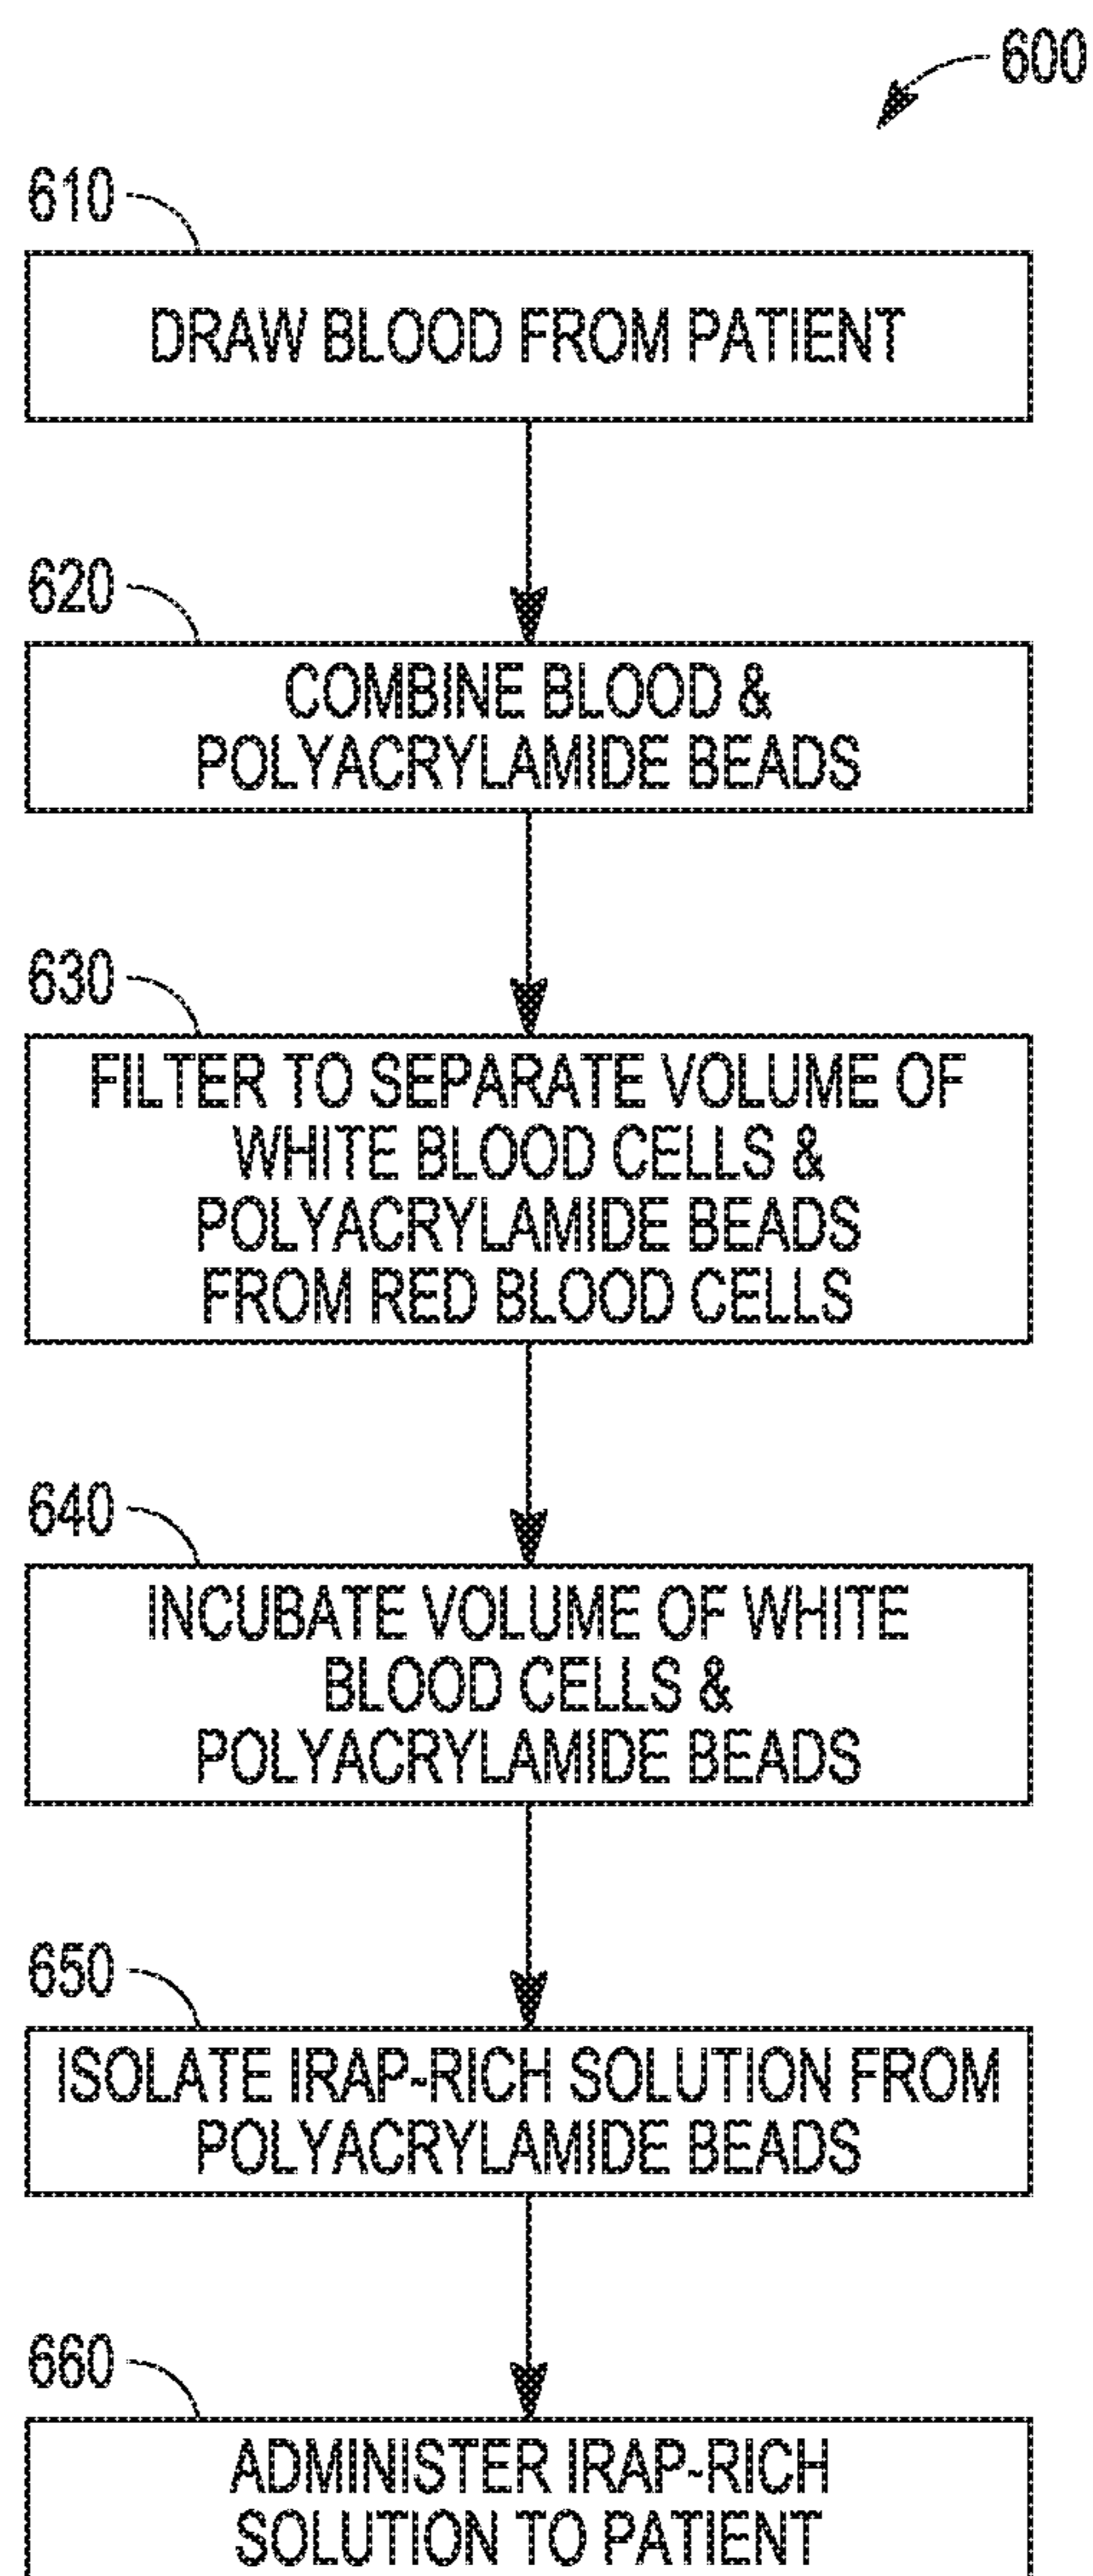 600
610
DRAW BLOOD FROM PATIENT
620
COMBINE BLOOD &
POLYACRYLAMIDE BEADS
630
FILTER TO SEPARATE VOLUME OF
WHITE BLOOD CELLS &
POLYACRYLAMIDE BEADS
FROM RED BLOOD CELLS
640
INCUBATE VOLUME OF WHITE
BLOOD CELLS &
POLYACRYLAMIDE BEADS
650
ISOLATE IRAP-RICH SOLUTION FROM
POLYACRYLAMIDE BEADS
660
ADMINISTER IRAP-RICH
SOLUTION TO PATIENT